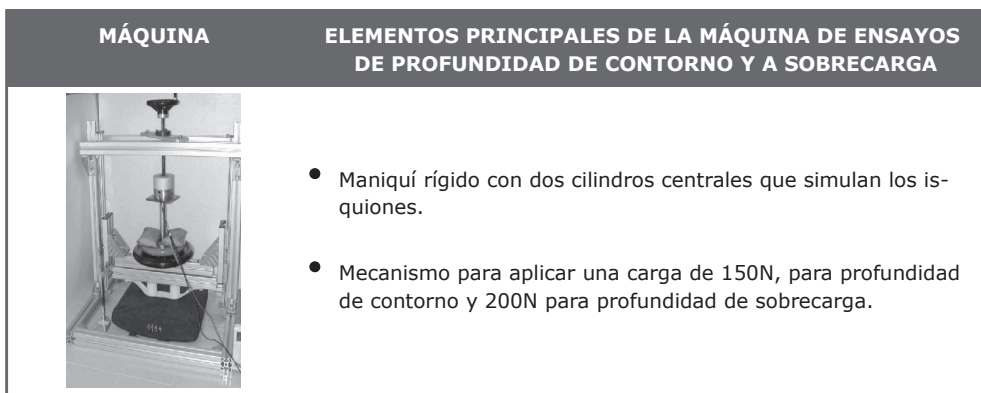 MÁQUINA
ELEMENTOS PRINCIPALES DE LA MÁQUINA DE ENSAYOS
DE PROFUNDIDAD DE CONTORNO Y A SOBRECARGA
• Maniquí rígido con dos cilindros centrales que simulan los is-
quiones.
• Mecanismo para aplicar una carga de 150N, para profundidad
de contorno y 200N para profundidad de sobrecarga.